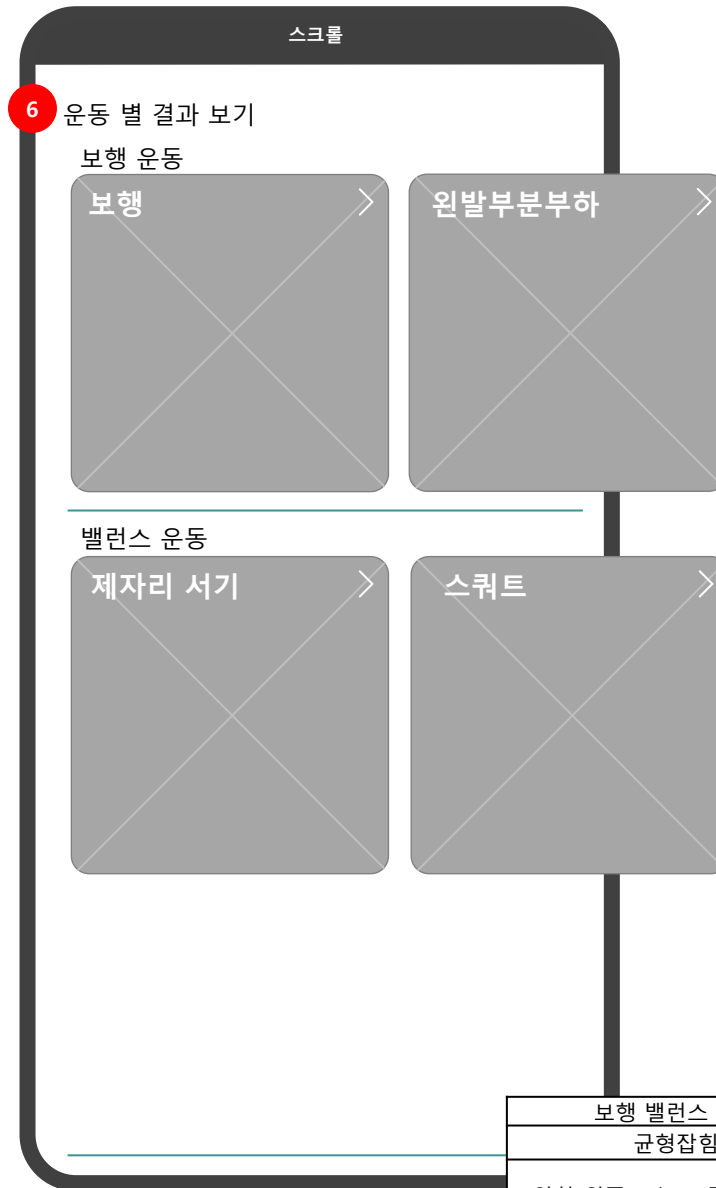 스크롤
6
운동 별 결과 보기
보행 운동
보행
왼발부분부하
밸런스 운동
제자리 서기
스쿼트
보행 밸런스
균형잡힘